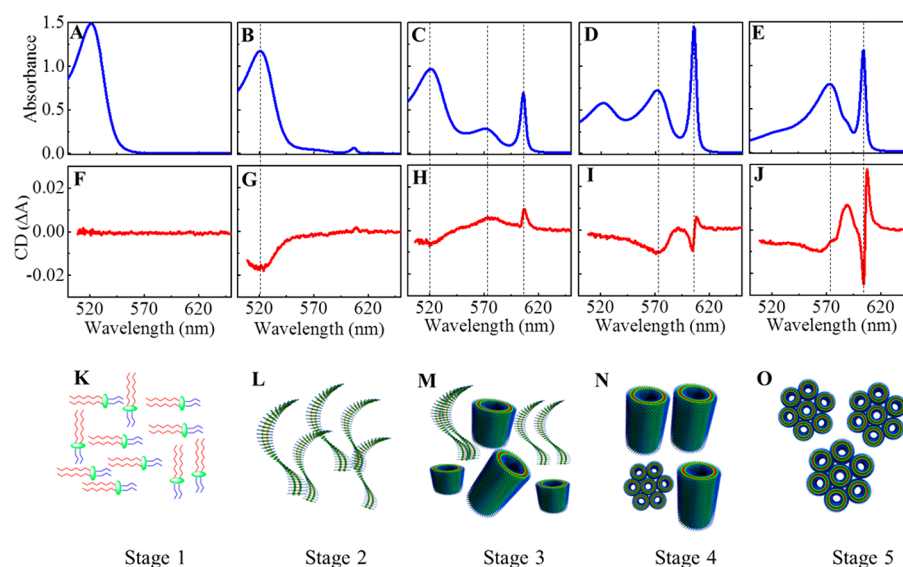 A B C D E
Absorbance
1.5
1.0
0.5
0.0
F G H I J
CD (ΔA)
0.02
0.00
-0.02
520 570 620 520 570 620 520 570 620 520 570 620 520 570 620
Wavelength (nm) Wavelength (nm) Wavelength (nm) Wavelength (nm) Wavelength (nm)
K L M N O
Stage 1 Stage 2 Stage 3 Stage 4 Stage 5